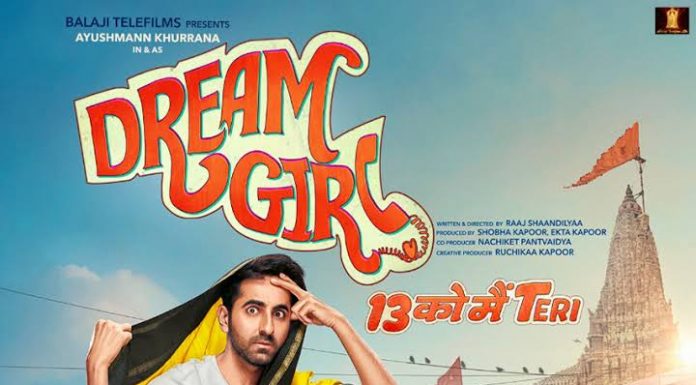 BALAJI TELEFILMS PRESENTS
AYUSHMANN KHURRANA
IN & AS
DREAM
GIRL
WRITTEN & DIRECTED BY RAAJ SHAANDILYAA
PRODUCED BY SHOBHA KAPOOR, EKTA KAPOOR
CO-PRODUCER NACHIKET PANTVAIDYA
CREATIVE PRODUCER RUCHIKAA KAPOOR
13 को मैं TERI